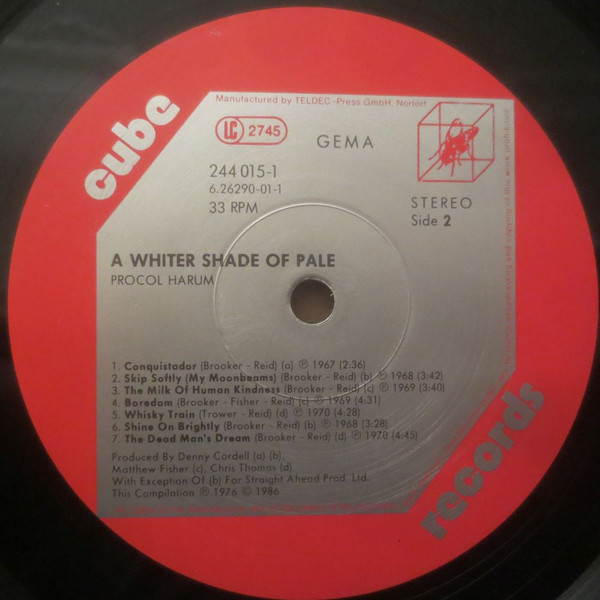 cube
Manufactured by TELDEC-Press GmbH, Nortorf
LC 2745
GEMA
244 015-1
6.26290-01-1
33 RPM
STEREO
Side 2
A WHITER SHADE OF PALE
PROCOL HARUM
1. Conquistador (Brooker - Reid) (a) ℗ 1967 (2:36)
2. Skip Softly (My Moonbeams) (Brooker - Reid) (b) ℗ 1968 (3:42)
3. The Milk Of Human Kindness (Brooker - Reid) (c) ℗ 1969 (3:40)
4. Boredom (Brooker - Fisher - Reid) (c) ℗ 1969 (4:31)
5. Whisky Train (Trower - Reid) (d) ℗ 1970 (4:28)
6. Shine On Brightly (Brooker - Reid) (b) ℗ 1968 (3:28)
7. The Dead Man's Dream (Brooker - Reid) (d) ℗ 1970 (4:45)
Produced By Denny Cordell (a) (b).
Matthew Fisher (c), Chris Thomas (d).
With Exception Of (b) For Straight Ahead Prod. Ltd.
This Compilation ℗ 1976 © 1986
records